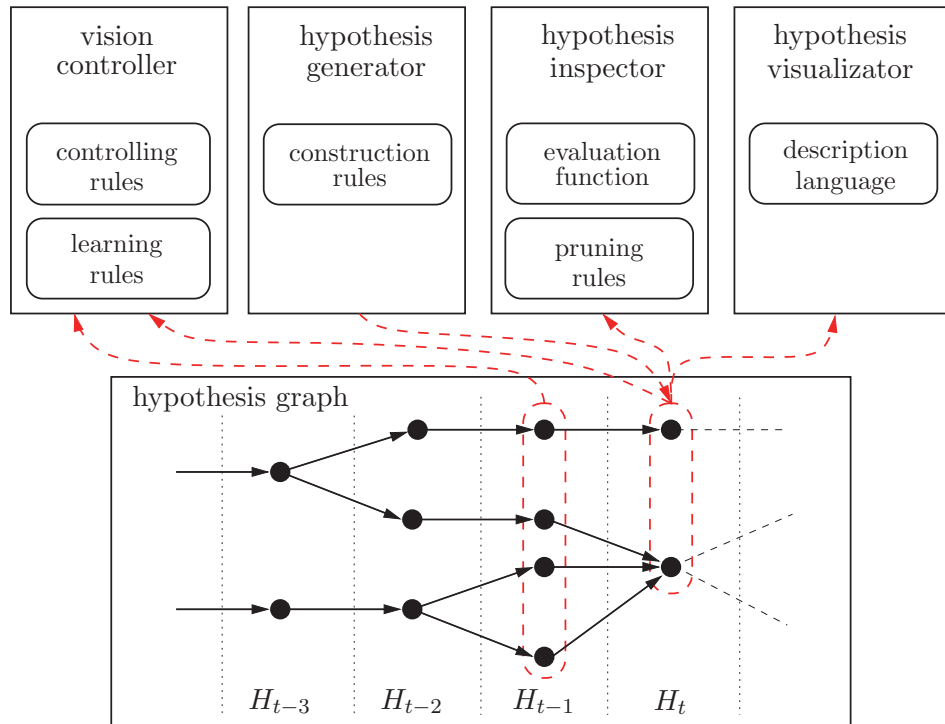 vision
controller
controlling
rules
learning
rules
hypothesis
generator
construction
rules
hypothesis
inspector
evaluation
function
pruning
rules
hypothesis
visualizator
description
language
hypothesis graph
H_{t−3}
H_{t−2}
H_{t−1}
H_t